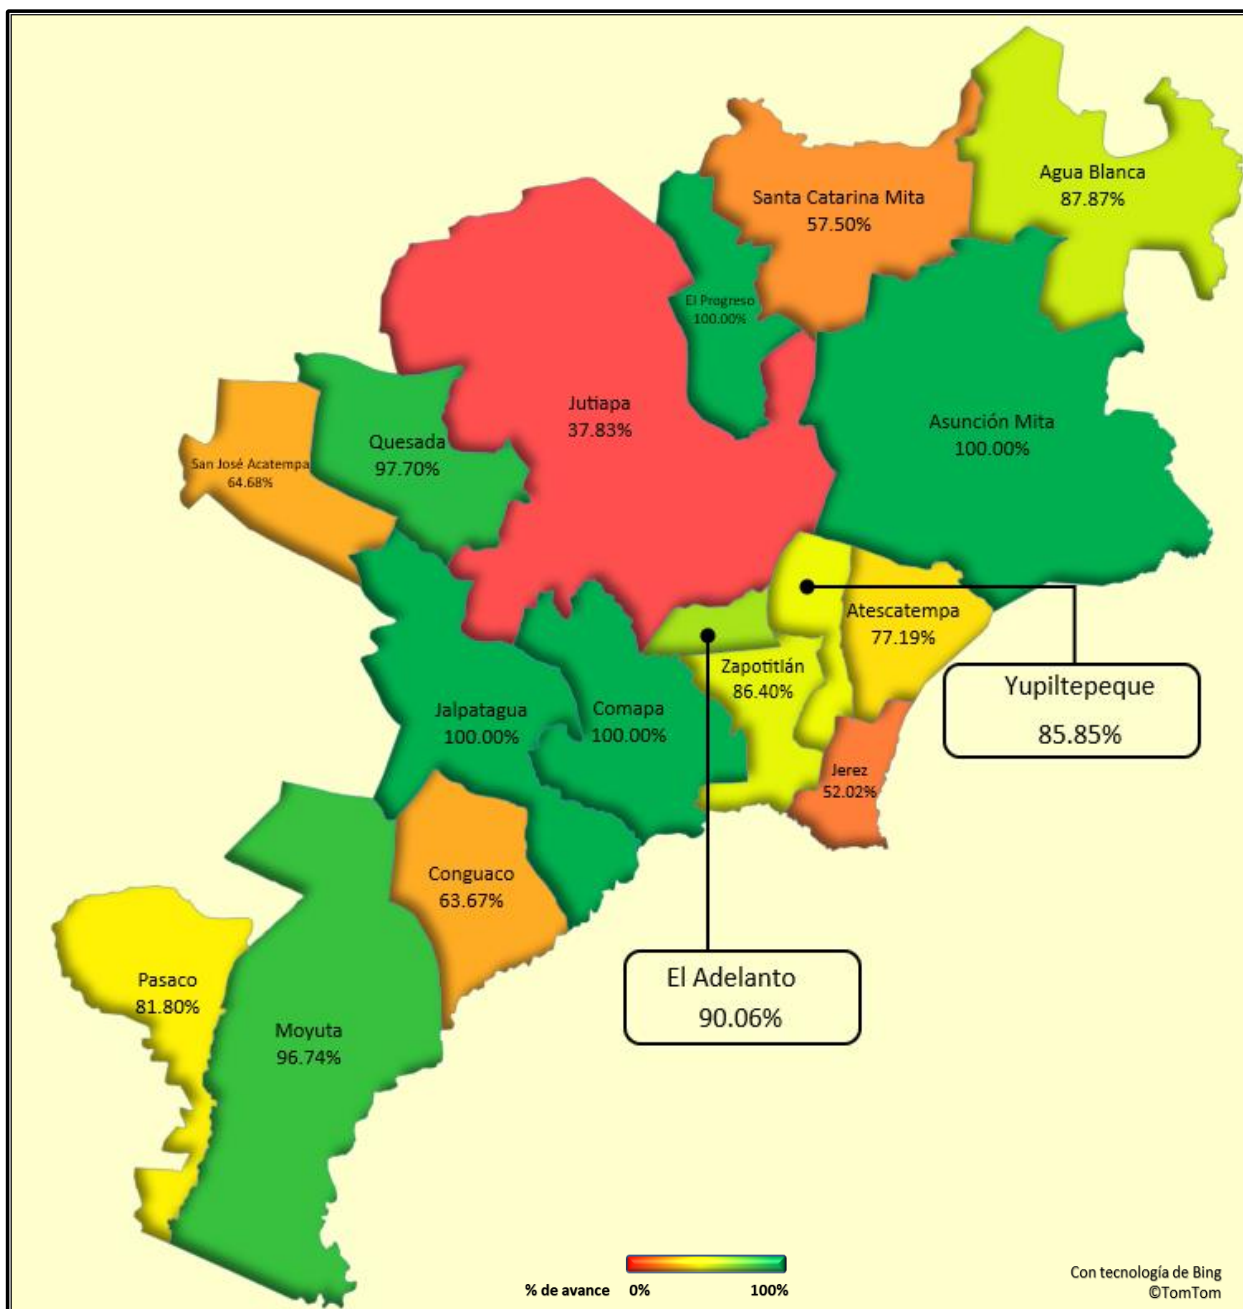 Agua Blanca
87.87%
Santa Catarina Mita
57.50%
El Progreso
100.00%
Jutiapa
37.83%
Asunción Mita
100.00%
Quesada
97.70%
San José Acatempa
64.68%
Atescatempa
77.19%
Zapotitlán
86.40%
Yupiltepeque
85.85%
Jalpatagua
100.00%
Comapa
100.00%
Jerez
52.02%
Conguaco
63.67%
El Adelanto
90.06%
Pasaco
81.80%
Moyuta
96.74%
% de avance 0% 100%
Con tecnología de Bing
©TomTom